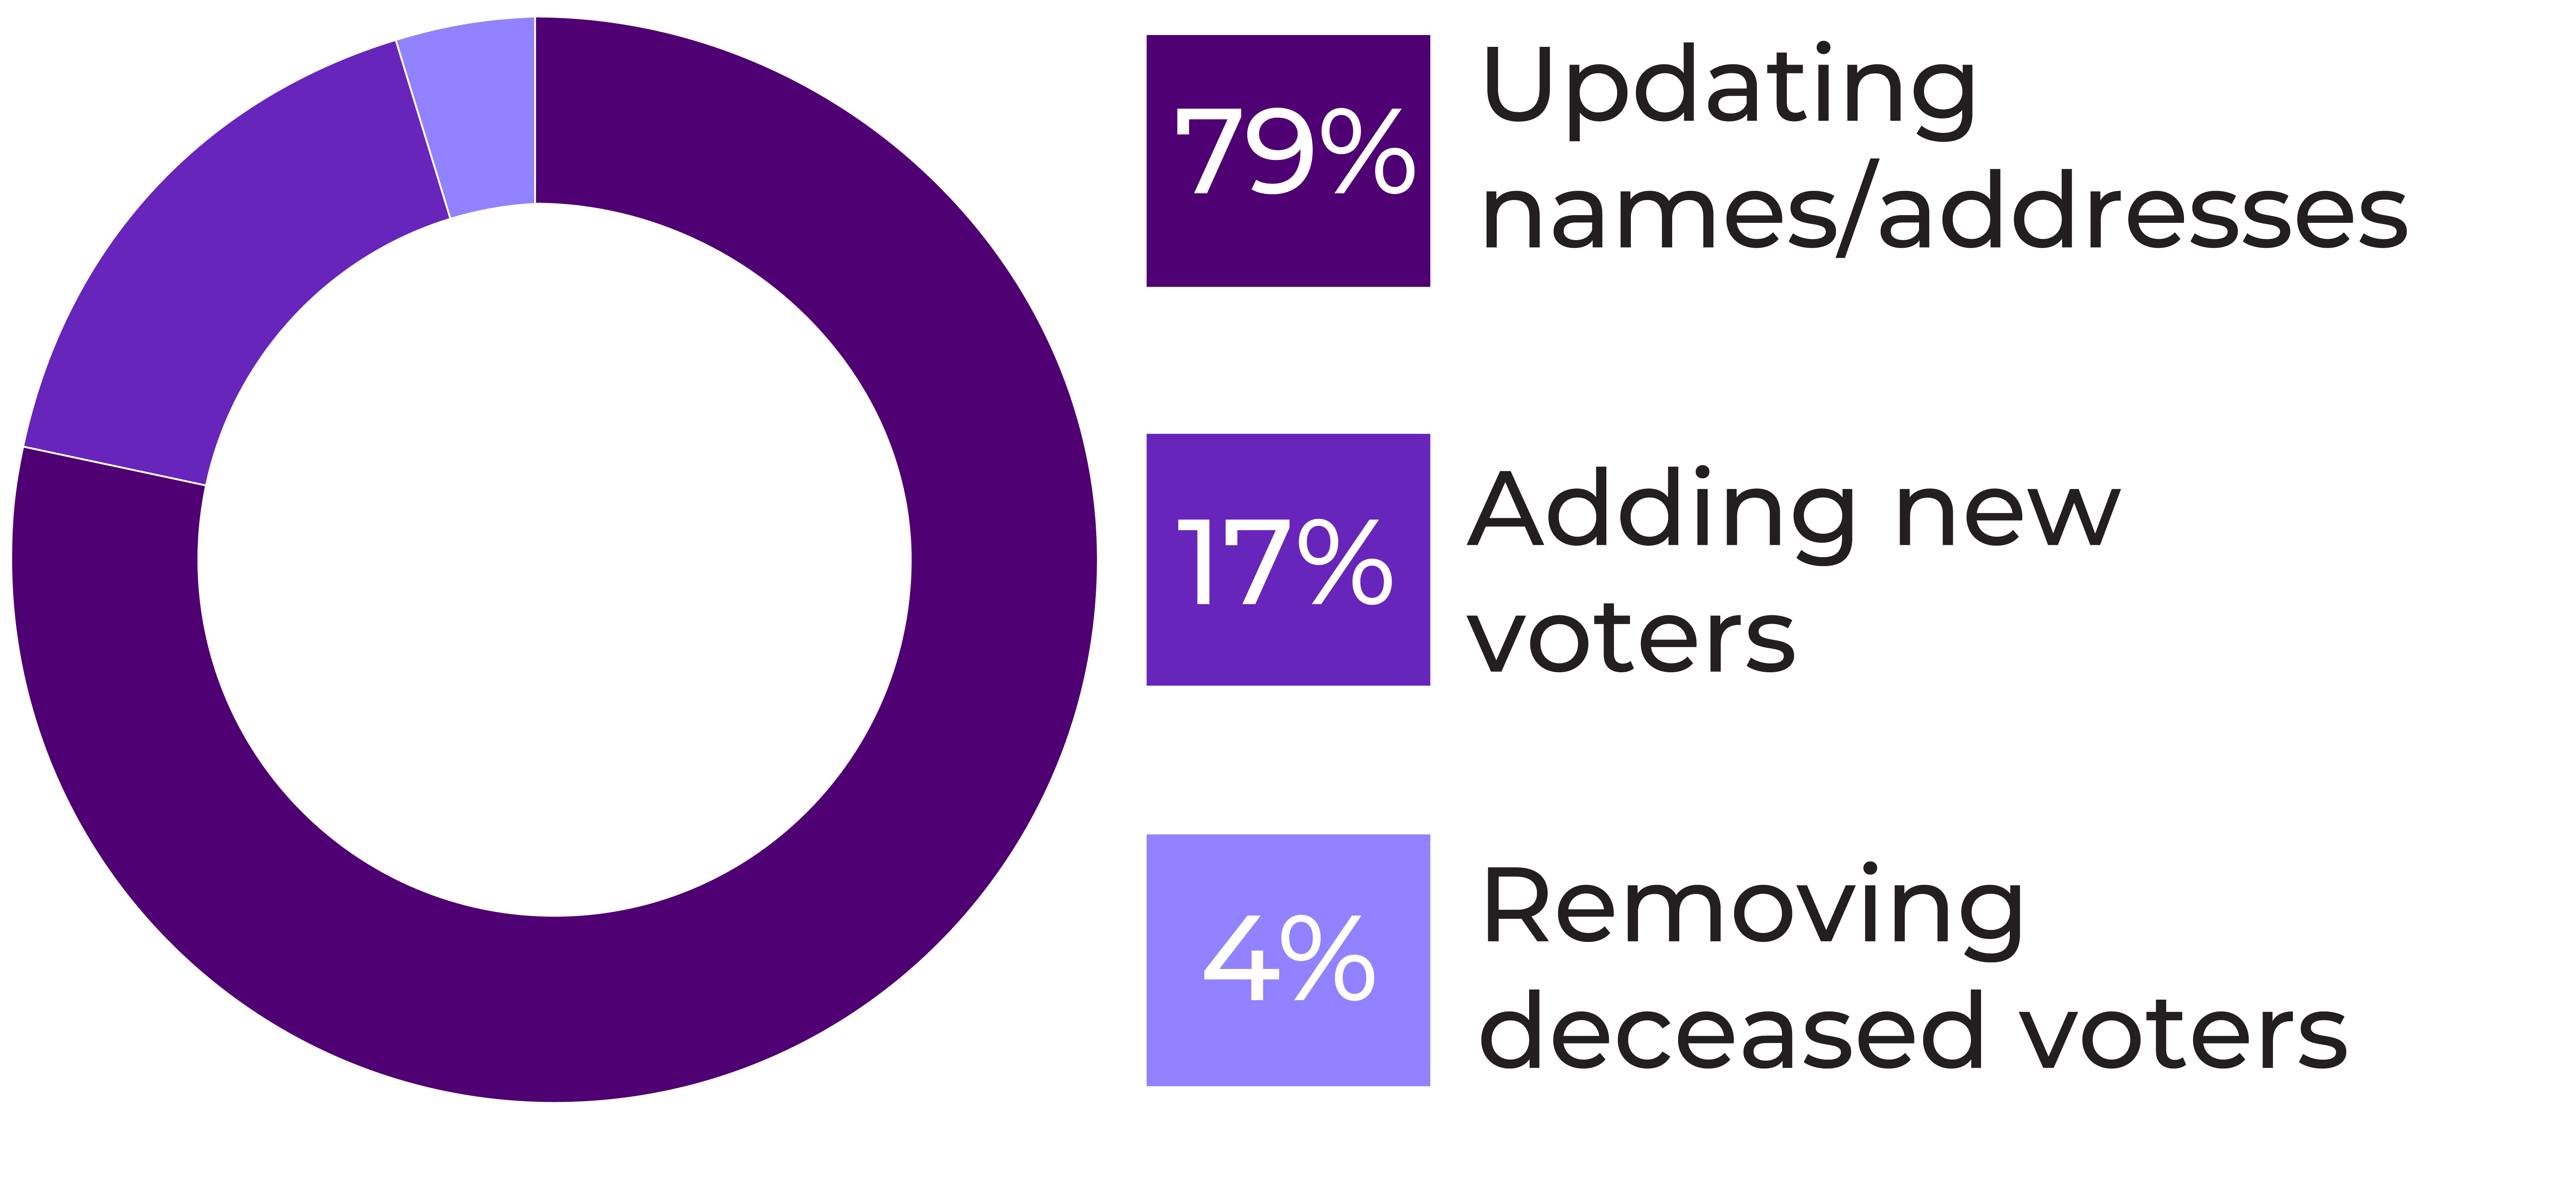 79%
Updating
names/addresses
17%
Adding new
voters
4%
Removing
deceased voters